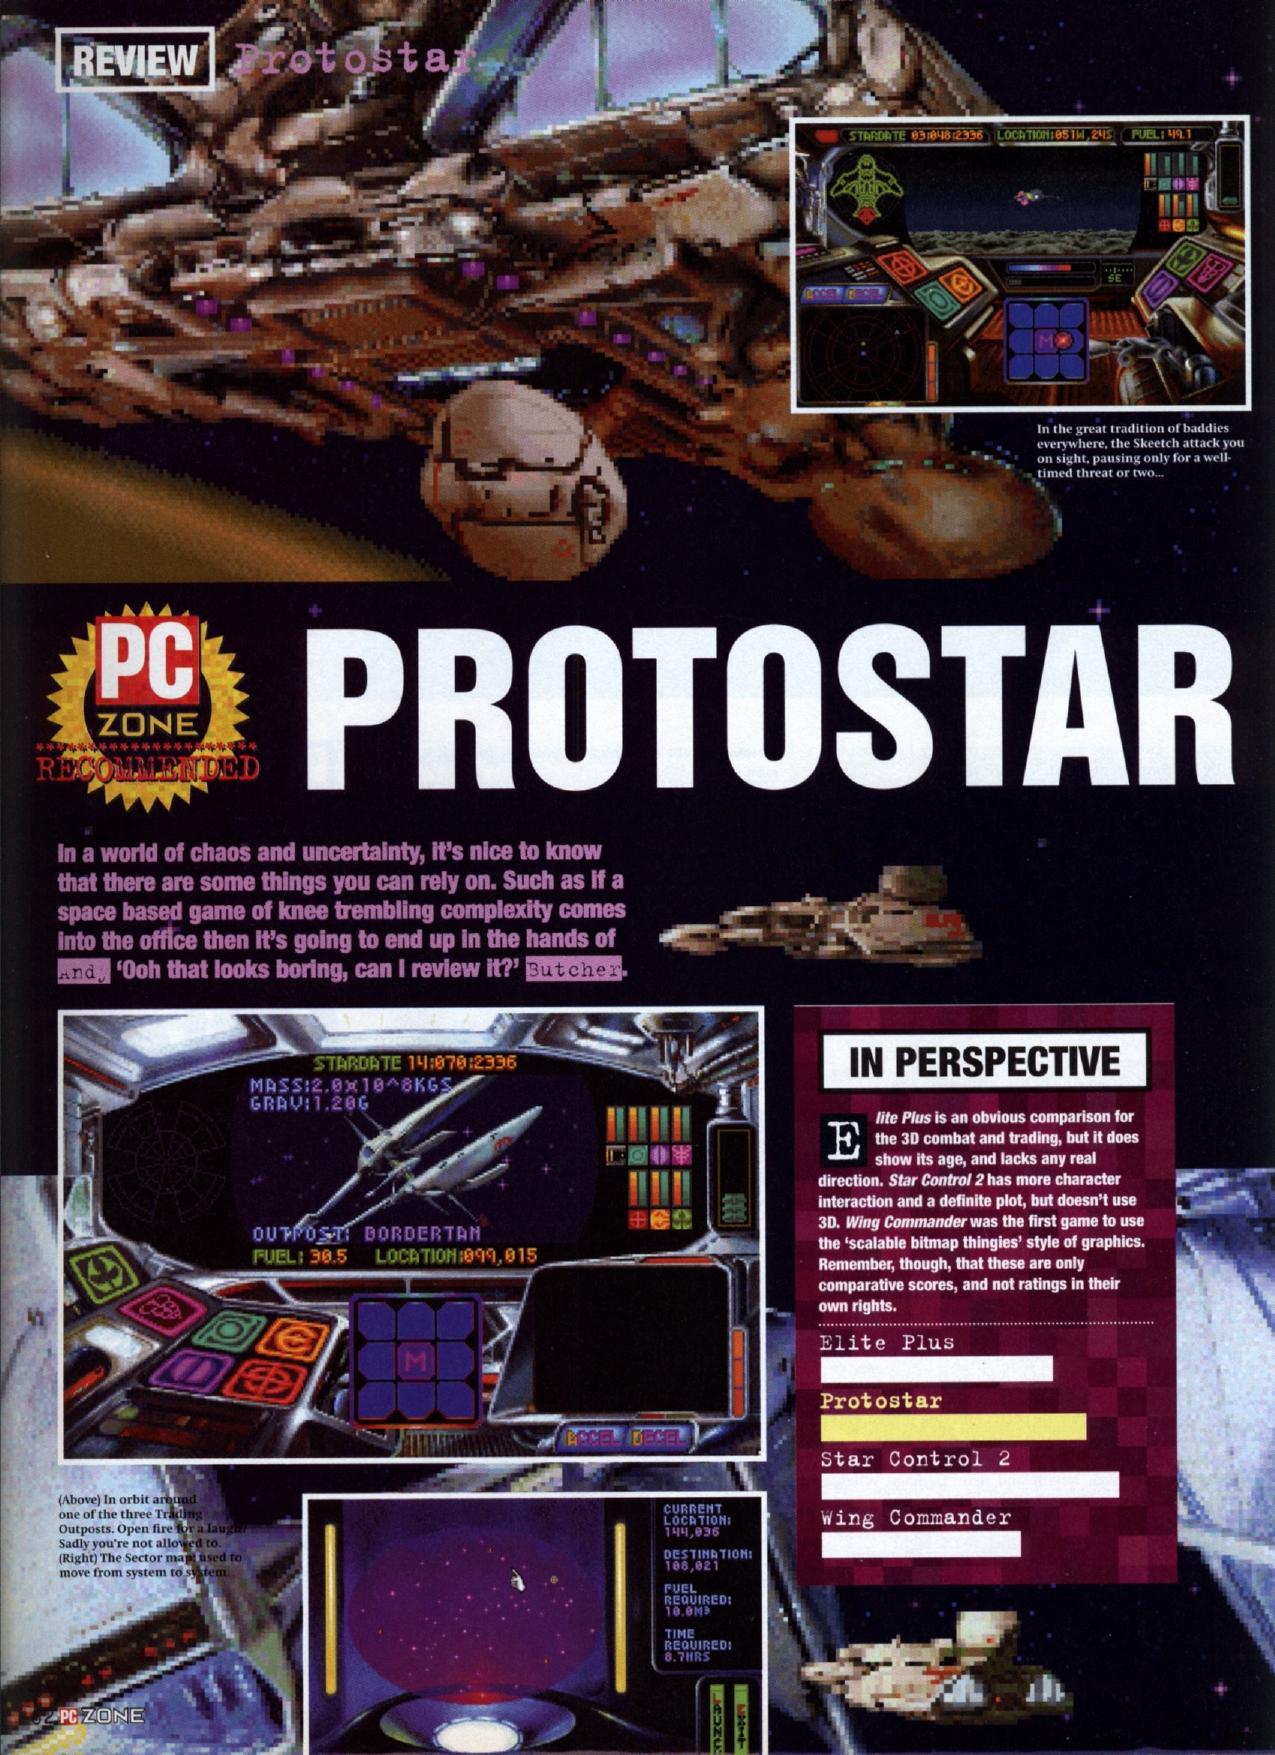 REVIEW Protostar
STARDATE 03:048:2336 LOCATION:051W,24S FUEL: 49.1
SE
ACCEL DECEL
M
In the great tradition of baddies
everywhere, the Skeetch attack you
on sight, pausing only for a well-
timed threat or two...
PC
ZONE
RECOMMENDED
PROTOSTAR
In a world of chaos and uncertainty, it's nice to know
that there are some things you can rely on. Such as if a
space based game of knee trembling complexity comes
into the office then it's going to end up in the hands of
Andy 'Ooh that looks boring, can I review it?' Butcher.
STARDATE 14:070:2336
MASS:2.0x10^8KGS
GRAV:1.20G
OUTPOST: BORDERTAN
FUEL: 30.5 LOCATION:099,015
M
ACCEL DECEL
IN PERSPECTIVE
Elite Plus is an obvious comparison for
the 3D combat and trading, but it does
show its age, and lacks any real
direction. Star Control 2 has more character
interaction and a definite plot, but doesn't use
3D. Wing Commander was the first game to use
the 'scalable bitmap thingies' style of graphics.
Remember, though, that these are only
comparative scores, and not ratings in their
own rights.
Elite Plus
Protostar
Star Control 2
Wing Commander
(Above) In orbit around
one of the three Trading
Outposts. Open fire for a laugh?
Sadly you're not allowed to.
(Right) The Sector map: used to
move from system to system.
CURRENT
LOCATION:
144,036
DESTINATION:
108,021
FUEL
REQUIRED:
10.0M³
TIME
REQUIRED:
8.7HRS
LAUNCH
EXIT
PC ZONE